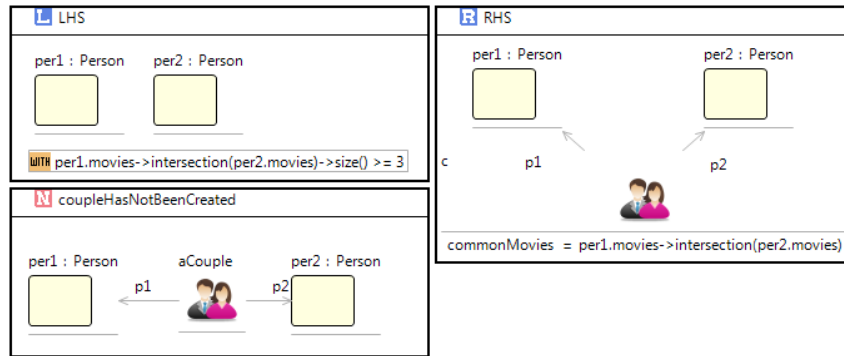 L LHS
per1 : Person
per2 : Person
WITH per1.movies->intersection(per2.movies)->size() >= 3
N coupleHasNotBeenCreated
per1 : Person
aCouple
per2 : Person
p1
p2
R RHS
per1 : Person
per2 : Person
c
p1
p2
commonMovies = per1.movies->intersection(per2.movies)